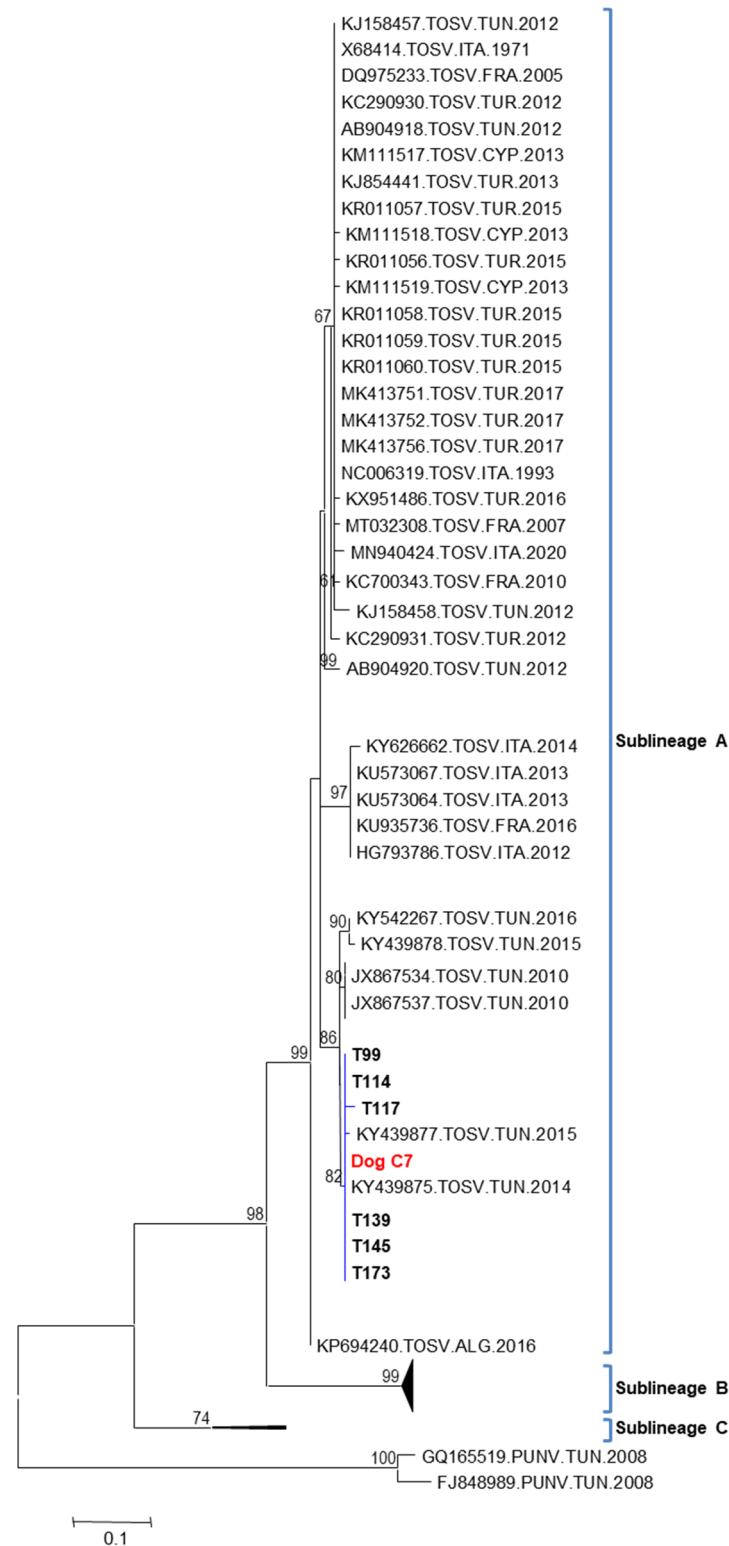 KJ158457.TOSV.TUN.2012
X68414.TOSV.ITA.1971
DQ975233.TOSV.FRA.2005
KC290930.TOSV.TUR.2012
AB904918.TOSV.TUN.2012
KM111517.TOSV.CYP.2013
KJ854441.TOSV.TUR.2013
KR011057.TOSV.TUR.2015
KM111518.TOSV.CYP.2013
KR011056.TOSV.TUR.2015
KM111519.TOSV.CYP.2013
67
KR011058.TOSV.TUR.2015
KR011059.TOSV.TUR.2015
KR011060.TOSV.TUR.2015
MK413751.TOSV.TUR.2017
MK413752.TOSV.TUR.2017
MK413756.TOSV.TUR.2017
NC006319.TOSV.ITA.1993
KX951486.TOSV.TUR.2016
MT032308.TOSV.FRA.2007
MN940424.TOSV.ITA.2020
61
KC700343.TOSV.FRA.2010
KJ158458.TOSV.TUN.2012
KC290931.TOSV.TUR.2012
99
AB904920.TOSV.TUN.2012
Sublineage A
KY626662.TOSV.ITA.2014
KU573067.TOSV.ITA.2013
97
KU573064.TOSV.ITA.2013
KU935736.TOSV.FRA.2016
HG793786.TOSV.ITA.2012
90
KY542267.TOSV.TUN.2016
KY439878.TOSV.TUN.2015
80
JX867534.TOSV.TUN.2010
JX867537.TOSV.TUN.2010
86
99
T99
T114
T117
KY439877.TOSV.TUN.2015
Dog C7
82
KY439875.TOSV.TUN.2014
98
T139
T145
T173
KP694240.TOSV.ALG.2016
99
Sublineage B
74
Sublineage C
100
GQ165519.PUNV.TUN.2008
FJ848989.PUNV.TUN.2008
0.1